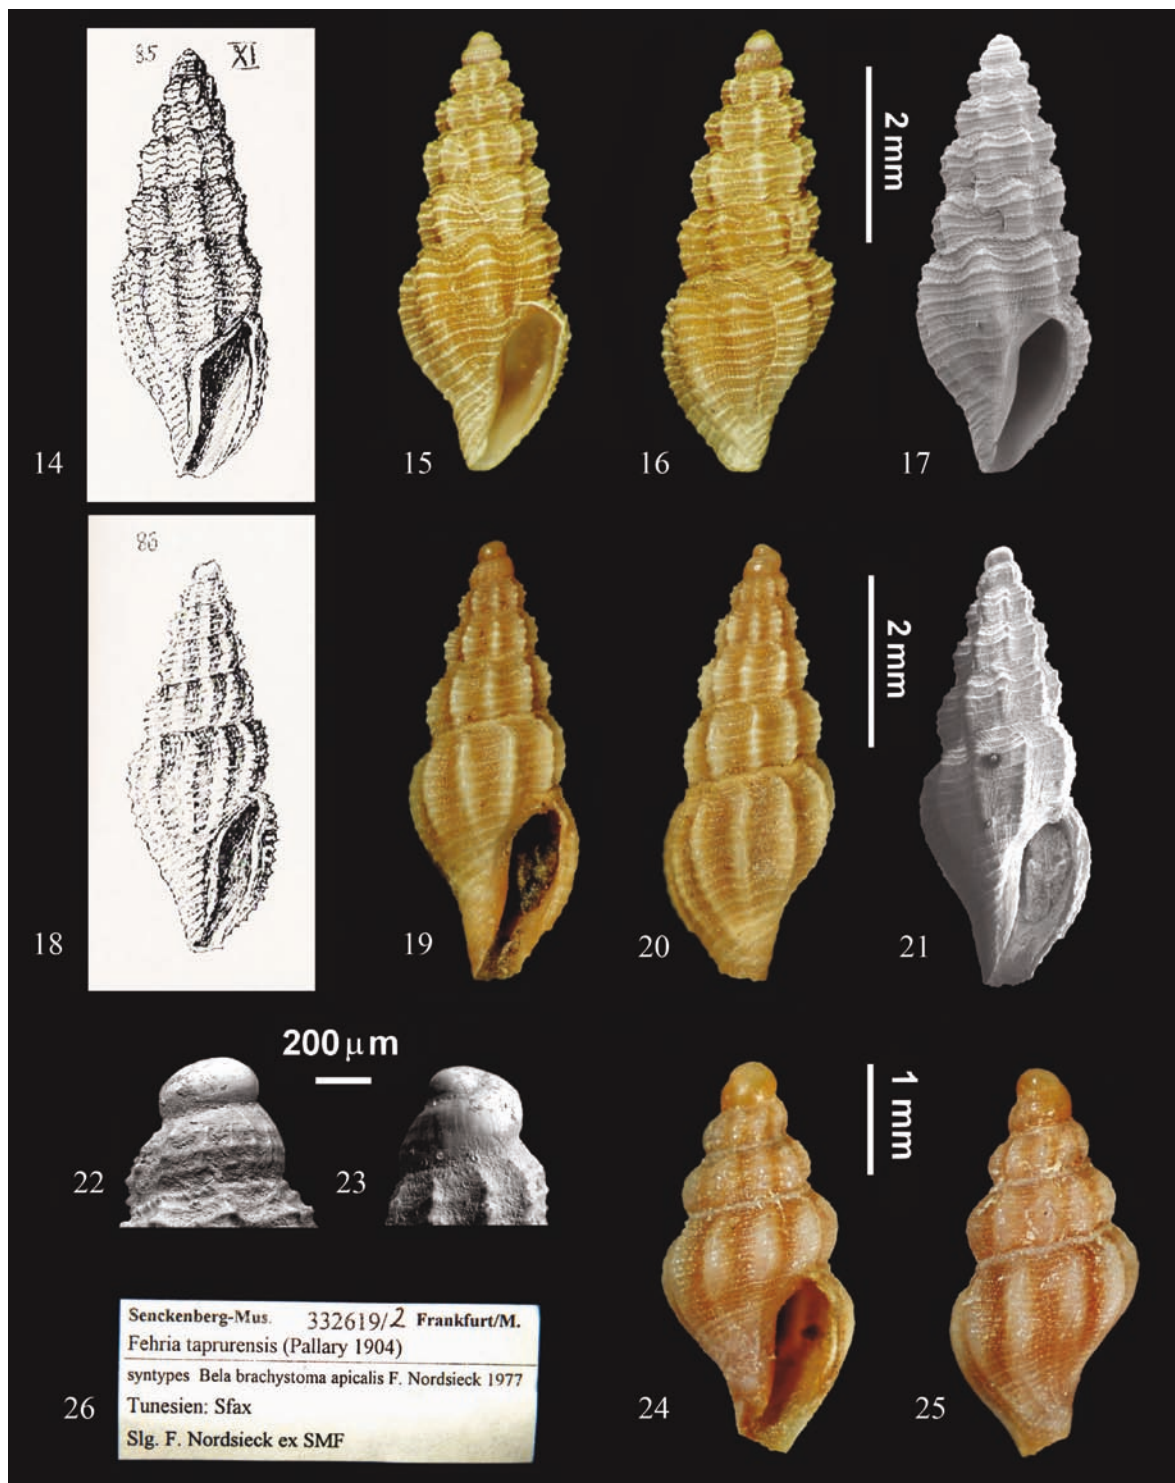 85 XI
2 mm
14
15
16
17
86
2 mm
18
19
20
21
200 μm
1 mm
22
23
Senckenberg-Mus. 332619/2 Frankfurt/M.
Fehria taprurensis (Pallary 1904)
syntypes Bela brachystoma apicalis F. Nordsieck 1977
Tunesien: Sfax
Slg. F. Nordsieck ex SMF
26
24
25